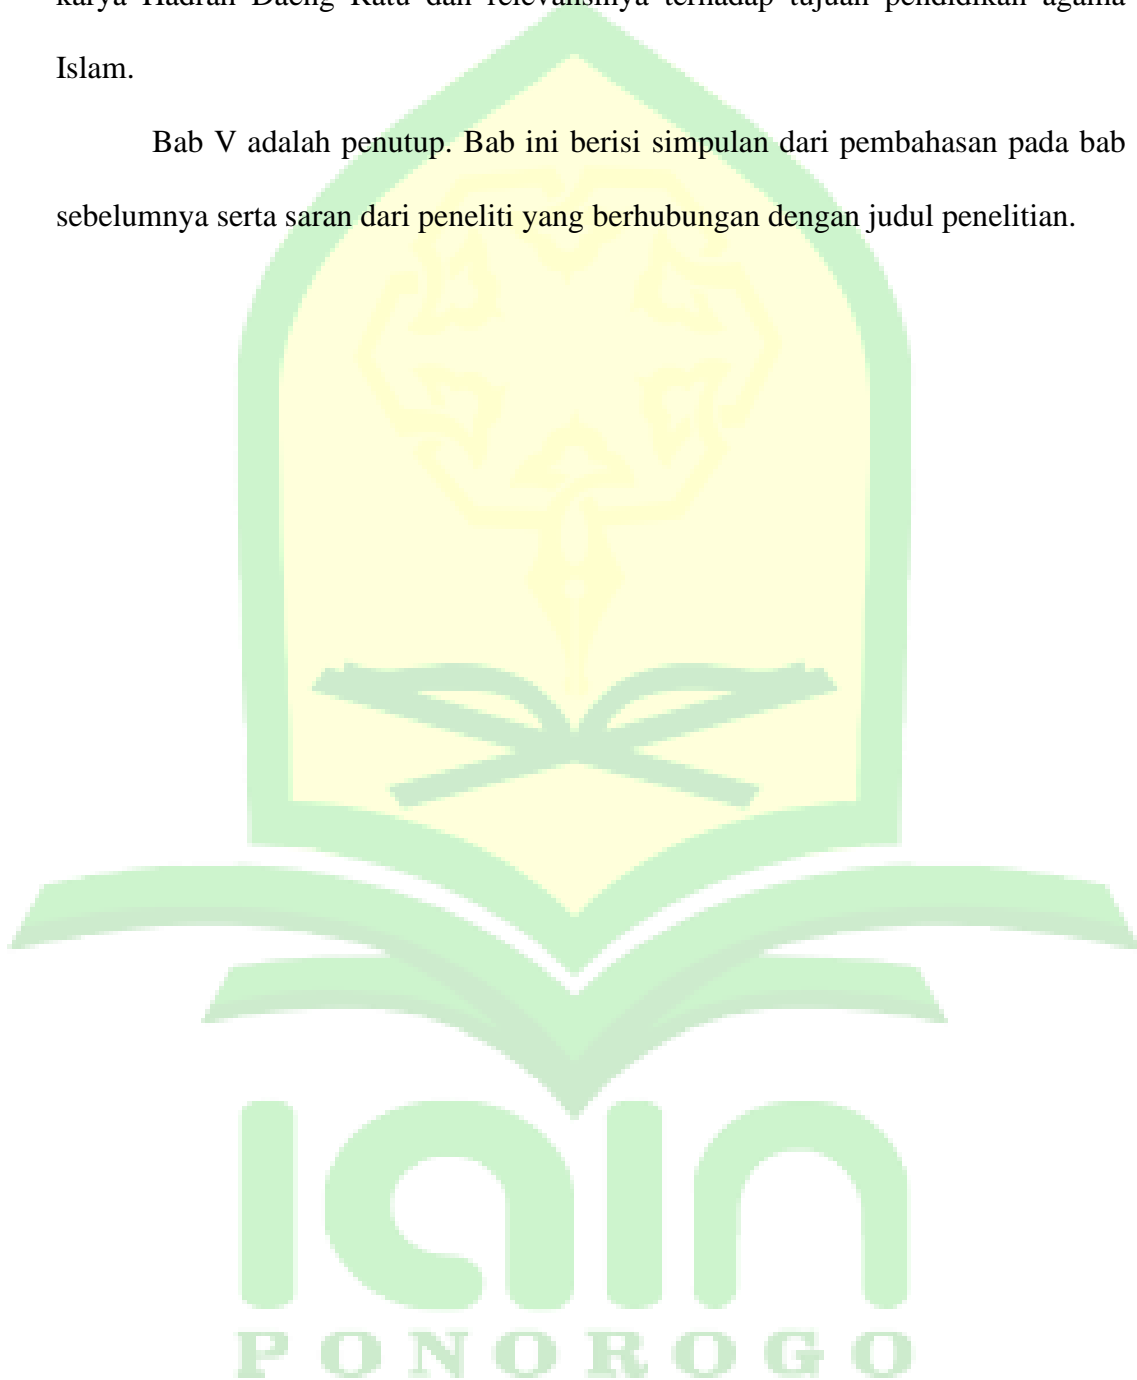 karya Hadrah Daeng Ratu dan relevansinya terhadap tujuan pendidikan agama
Islam.
Bab V adalah penutup. Bab ini berisi simpulan dari pembahasan pada bab
sebelumnya serta saran dari peneliti yang berhubungan dengan judul penelitian.
iain
PONOROGO